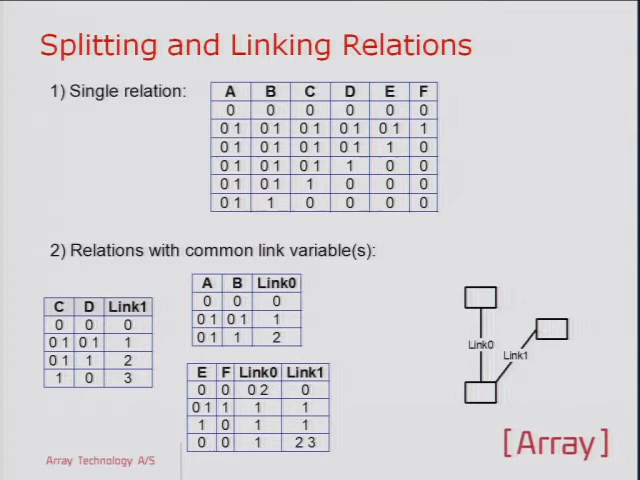 Splitting and Linking Relations
1) Single relation:
A B C D E F
0 0 0 0 0 0
0 1 0 1 0 1 0 1 0 1 1
0 1 0 1 0 1 0 1 1 0
0 1 0 1 0 1 1 0 0
0 1 0 1 1 0 0 0
0 1 1 0 0 0 0
2) Relations with common link variable(s):
A B Link0
0 0 0
0 1 0 1 1
0 1 1 2
C D Link1
0 0 0
0 1 0 1 1
0 1 1 2
1 0 3
E F Link0 Link1
0 0 0 2 0
0 1 1 1 1
1 0 1 1
0 0 1 2 3
Link0
Link1
[Array]
Array Technology A/S